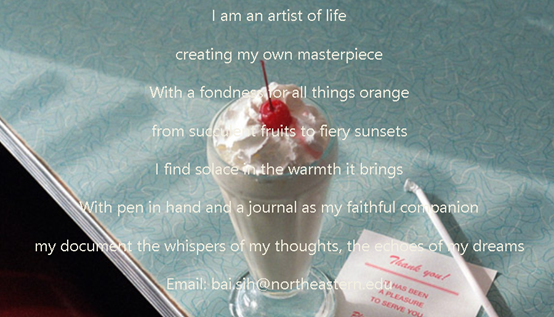 I am an artist of life
creating my own masterpiece
With a fondness for all things orange
from succulent fruits to fiery sunsets
I find solace in the warmth it brings
With pen in hand and a journal as my faithful companion
my document the whispers of my thoughts, the echoes of my dreams
Email: bai.sih@northeastern.edu
Thank you!
IT HAS BEEN
A PLEASURE
TO SERVE YOU